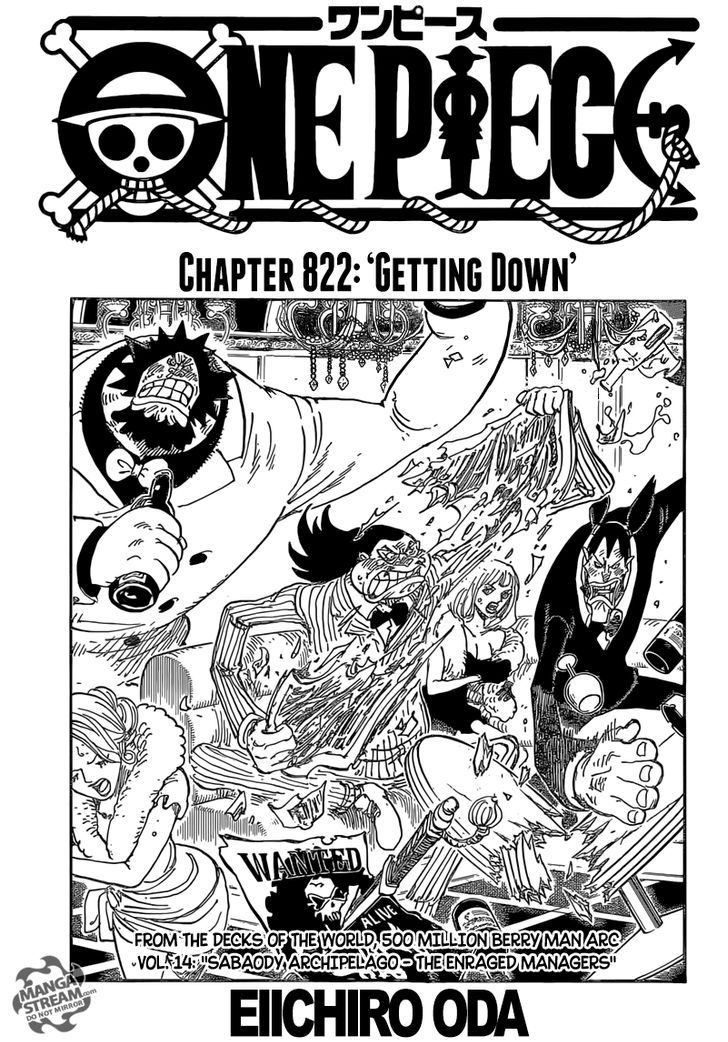 ワンピース
ONE PIECE
CHAPTER 822: 'GETTING DOWN'
WANTED
ALIVE
FROM THE DECKS OF THE WORLD, 500 MILLION BERRY MAN ARC
VOL. 14: "SABAODY ARCHIPELAGO - THE ENRAGED MANAGERS"
MANGA
STREAM.com
DO NOT MIRROR
EIICHIRO ODA